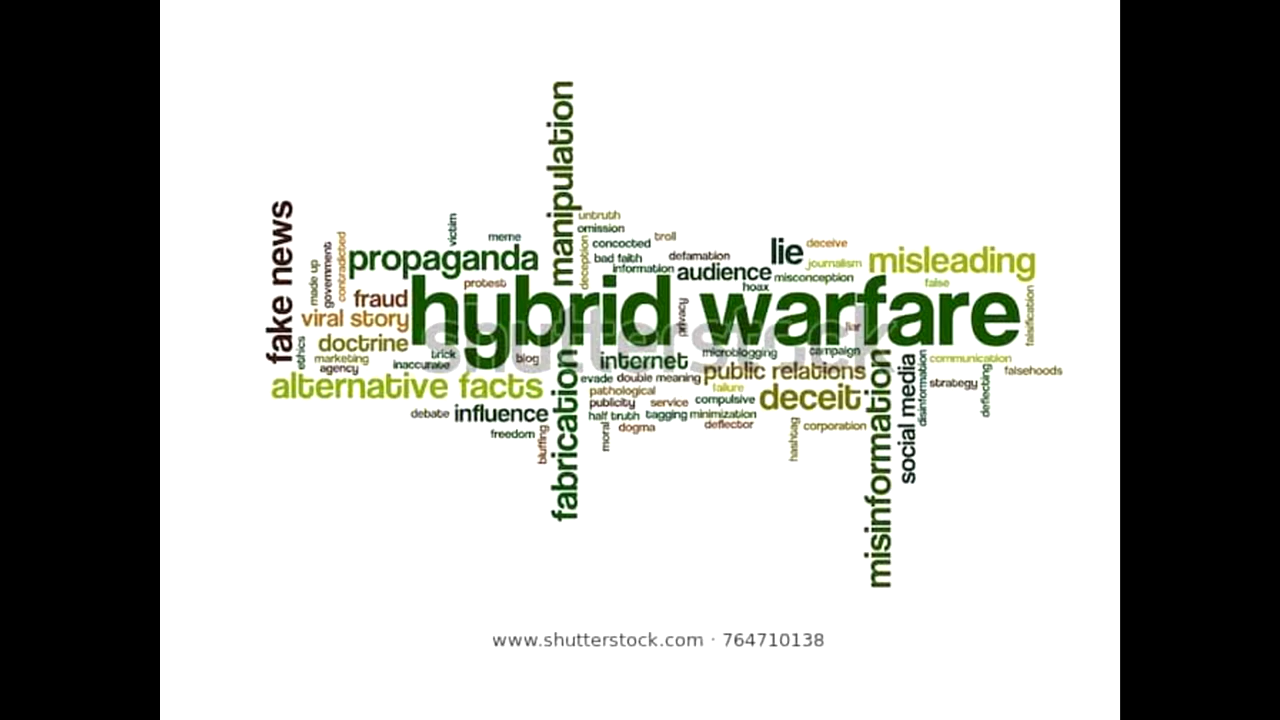 manipulation
fake news
victim
meme
untruth
omission
troll
concocted
deception
bad faith
information
defamation
audience
lie
deceive
journalism
misconception
misleading
hoax
false
made up
government
contradicted
propaganda
protest
fraud
viral story
hybrid warfare
privacy
liar
falsification
ethics
doctrine
marketing
agency
trick
inaccurate
blog
internet
microblogging
campaign
alternative facts
evade
double meaning
public relations
pathological
failure
publicity
service
compulsive
deceit
communication
falsehoods
strategy
deflecting
disinformation
social media
misinformation
debate
influence
fabrication
half truth
tagging
minimization
freedom
bluffing
moral
dogma
deflector
hashtag
corporation
shutterstock
www.shutterstock.com · 764710138